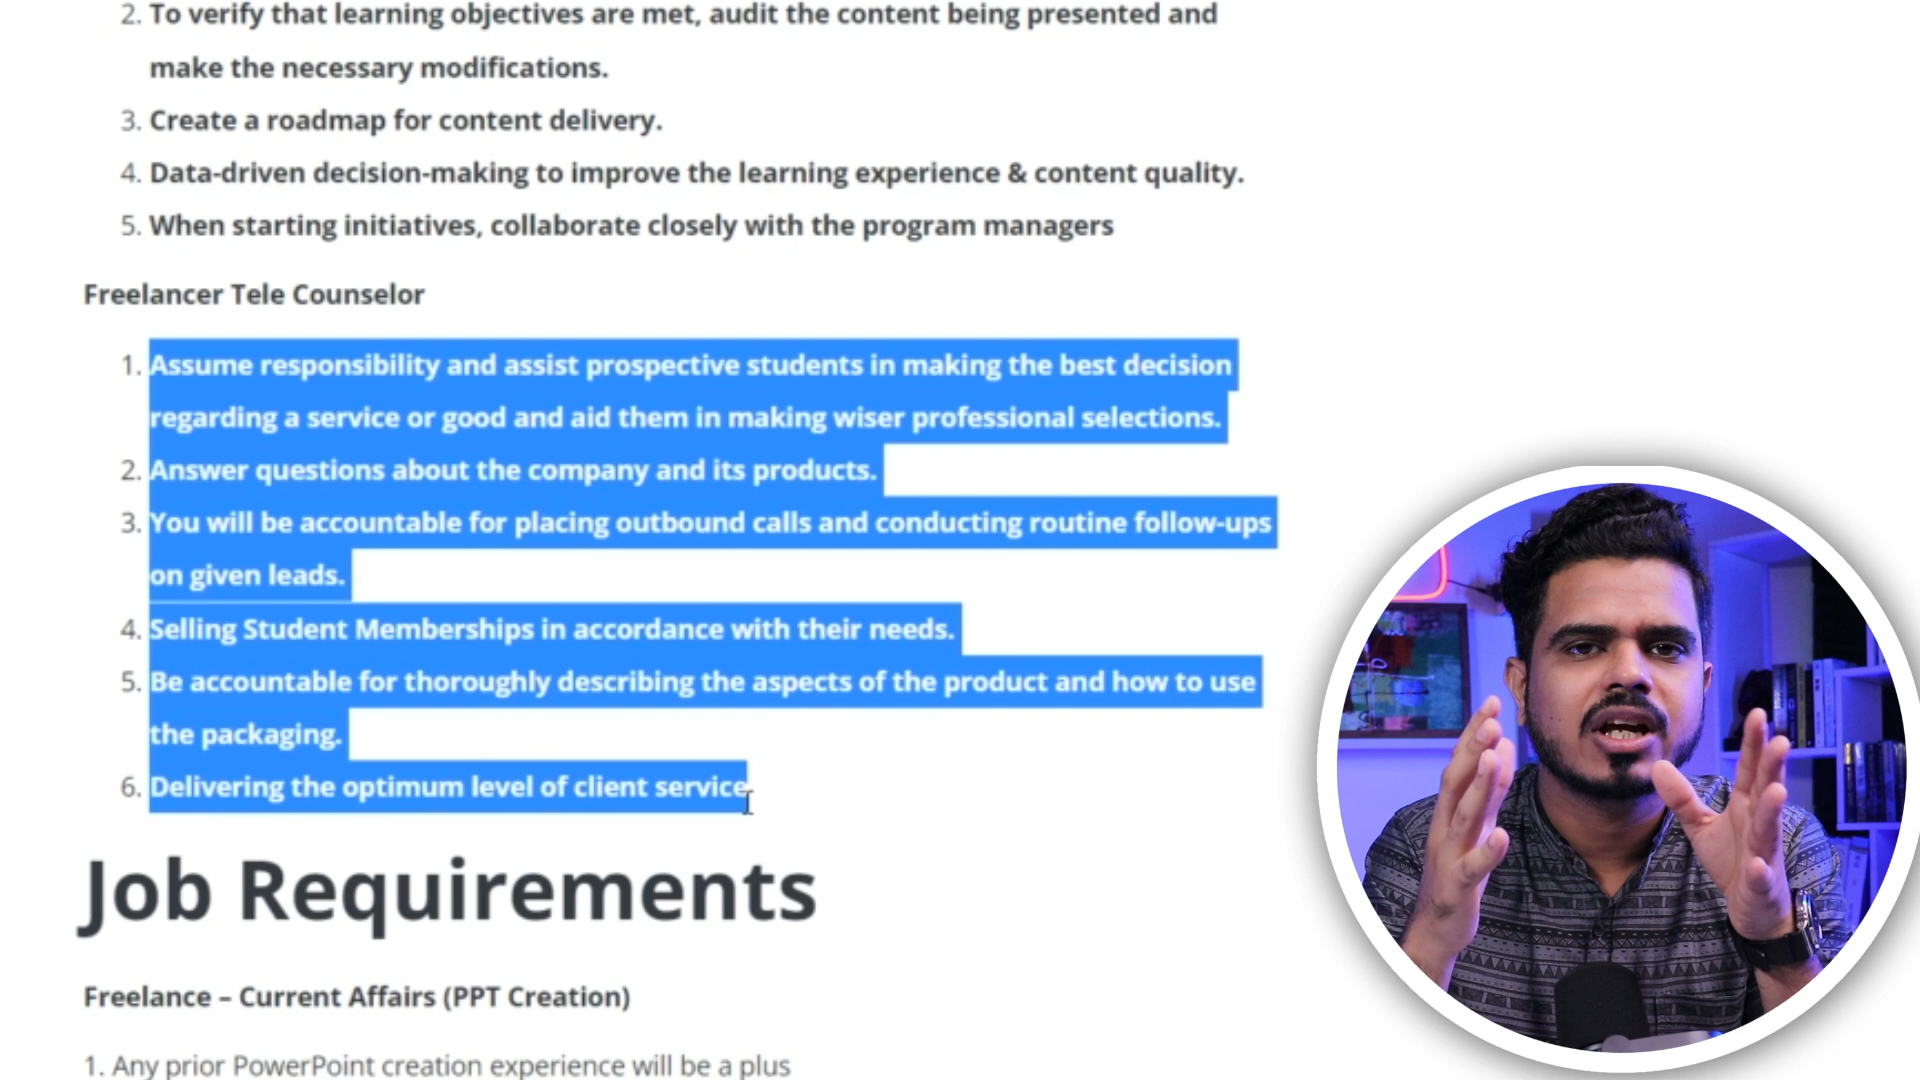 2. To verify that learning objectives are met, audit the content being presented and
make the necessary modifications.
3. Create a roadmap for content delivery.
4. Data-driven decision-making to improve the learning experience & content quality.
5. When starting initiatives, collaborate closely with the program managers
Freelancer Tele Counselor
1. Assume responsibility and assist prospective students in making the best decision
regarding a service or good and aid them in making wiser professional selections.
2. Answer questions about the company and its products.
3. You will be accountable for placing outbound calls and conducting routine follow-ups
on given leads.
4. Selling Student Memberships in accordance with their needs.
5. Be accountable for thoroughly describing the aspects of the product and how to use
the packaging.
6. Delivering the optimum level of client service.
Job Requirements
Freelance – Current Affairs (PPT Creation)
1. Any prior PowerPoint creation experience will be a plus